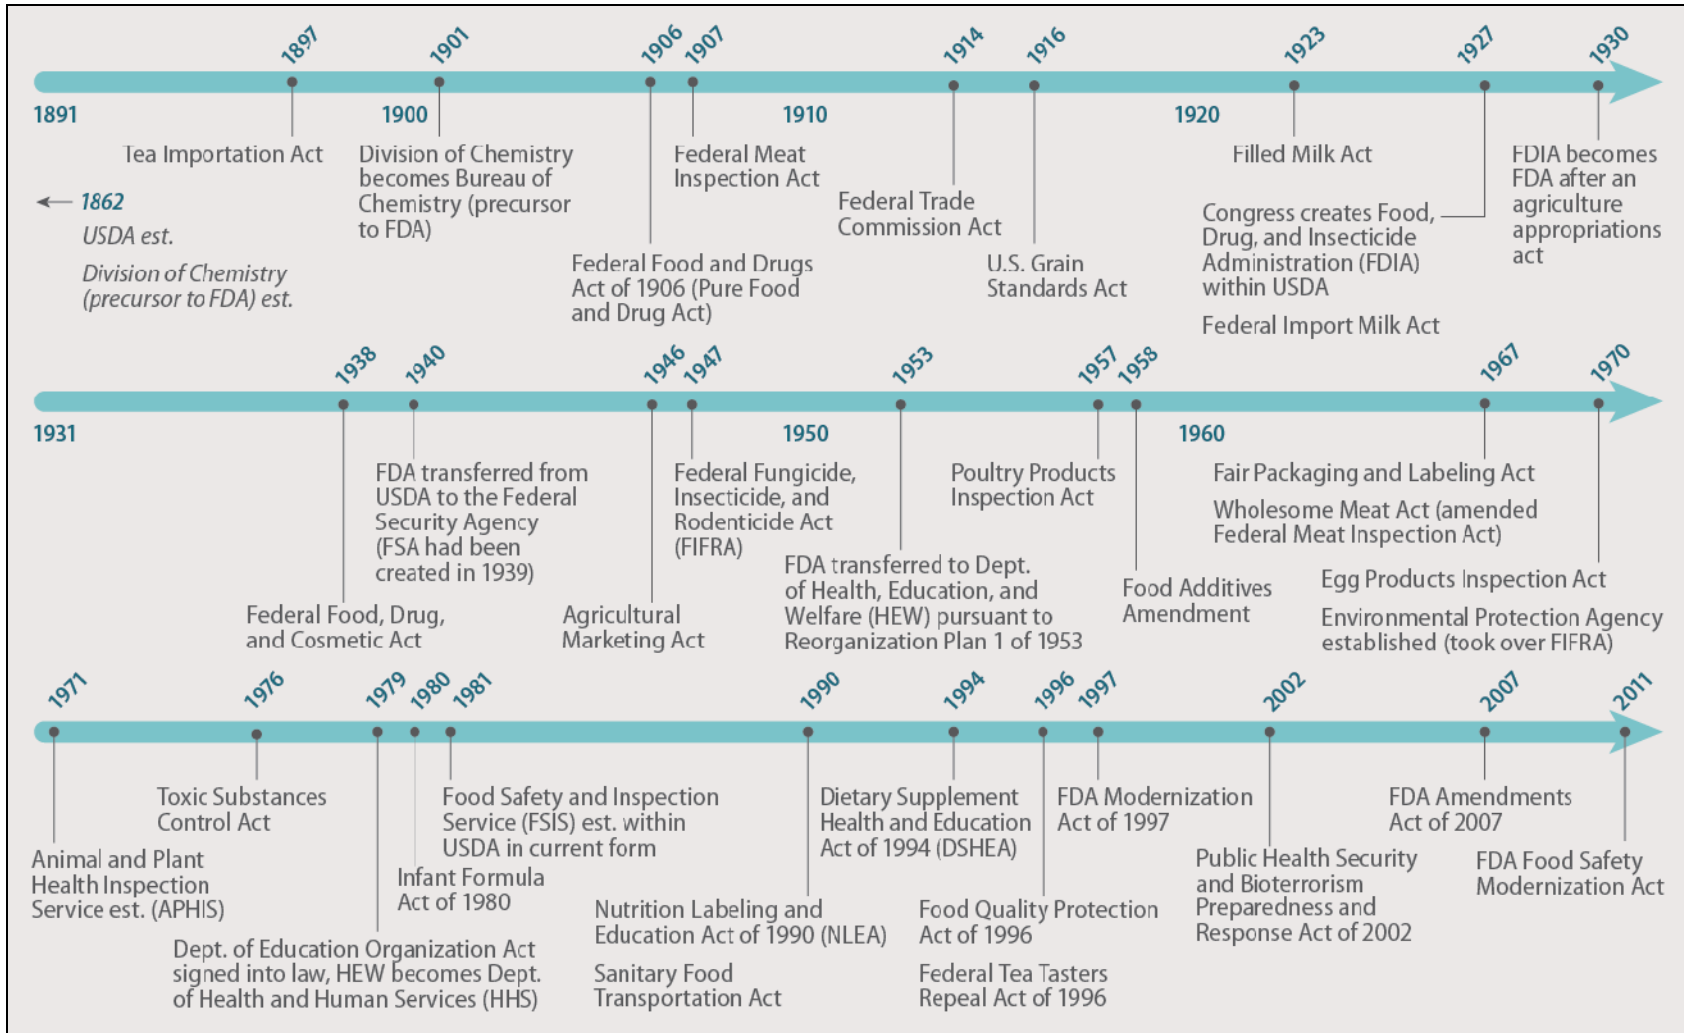 1897
1901
1906
1907
1914
1916
1923
1927
1930
1891
1900
1910
1920
Tea Importation Act
1862
USDA est.
Division of Chemistry
(precursor to FDA) est.
Division of Chemistry
becomes Bureau of
Chemistry (precursor
to FDA)
Federal Food and Drugs
Act of 1906 (Pure Food
and Drug Act)
Federal Meat
Inspection Act
Federal Trade
Commission Act
U.S. Grain
Standards Act
Filled Milk Act
Congress creates Food,
Drug, and Insecticide
Administration (FDIA)
within USDA
Federal Import Milk Act
FDIA becomes
FDA after an
agriculture
appropriations
act
1938
1940
1946
1947
1953
1957
1958
1967
1970
1931
1950
1960
Federal Food, Drug,
and Cosmetic Act
FDA transferred from
USDA to the Federal
Security Agency
(FSA had been
created in 1939)
Agricultural
Marketing Act
Federal Fungicide,
Insecticide, and
Rodenticide Act
(FIFRA)
FDA transferred to Dept.
of Health, Education, and
Welfare (HEW) pursuant to
Reorganization Plan 1 of 1953
Poultry Products
Inspection Act
Food Additives
Amendment
Fair Packaging and Labeling Act
Wholesome Meat Act (amended
Federal Meat Inspection Act)
Egg Products Inspection Act
Environmental Protection Agency
established (took over FIFRA)
1971
1976
1979
1980
1981
1990
1994
1996
1997
2002
2007
2011
Animal and Plant
Health Inspection
Service est. (APHIS)
Toxic Substances
Control Act
Dept. of Education Organization Act
signed into law, HEW becomes Dept.
of Health and Human Services (HHS)
Infant Formula
Act of 1980
Food Safety and Inspection
Service (FSIS) est. within
USDA in current form
Nutrition Labeling and
Education Act of 1990 (NLEA)
Sanitary Food
Transportation Act
Dietary Supplement
Health and Education
Act of 1994 (DSHEA)
Food Quality Protection
Act of 1996
Federal Tea Tasters
Repeal Act of 1996
FDA Modernization
Act of 1997
Public Health Security
and Bioterrorism
Preparedness and
Response Act of 2002
FDA Amendments
Act of 2007
FDA Food Safety
Modernization Act